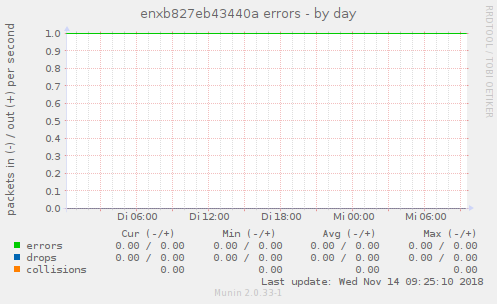 enxb827eb43440a errors - by day
RRDTOOL / TOBI OETIKER
packets in (-) / out (+) per second
1.0
0.9
0.8
0.7
0.6
0.5
0.4
0.3
0.2
0.1
0.0
Di 06:00 Di 12:00 Di 18:00 Mi 00:00 Mi 06:00
Cur (-/+) Min (-/+) Avg (-/+) Max (-/+)
errors 0.00 / 0.00 0.00 / 0.00 0.00 / 0.00 0.00 / 0.00
drops 0.00 / 0.00 0.00 / 0.00 0.00 / 0.00 0.00 / 0.00
collisions 0.00 0.00 0.00 0.00
Last update: Wed Nov 14 09:25:10 2018
Munin 2.0.33-1